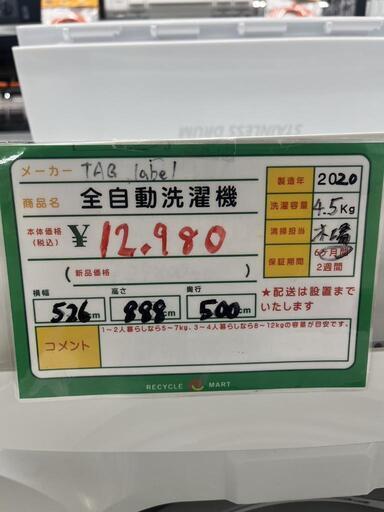 STAINLESS DRUM
メーカー TAG label
商品名 全自動洗濯機
本体価格(税込) ¥12,980
(新品価格 )
製造年 2020
洗濯容量 4.5Kg
清掃担当
保証期間 6ヶ月間
2週間
横幅 526cm 高さ 888cm 奥行 500cm
★配送は設置まで
いたします
1～2人暮らしなら5～7kg、3～4人暮らしなら8～12kgの容量が目安です。
コメント
RECYCLE MART